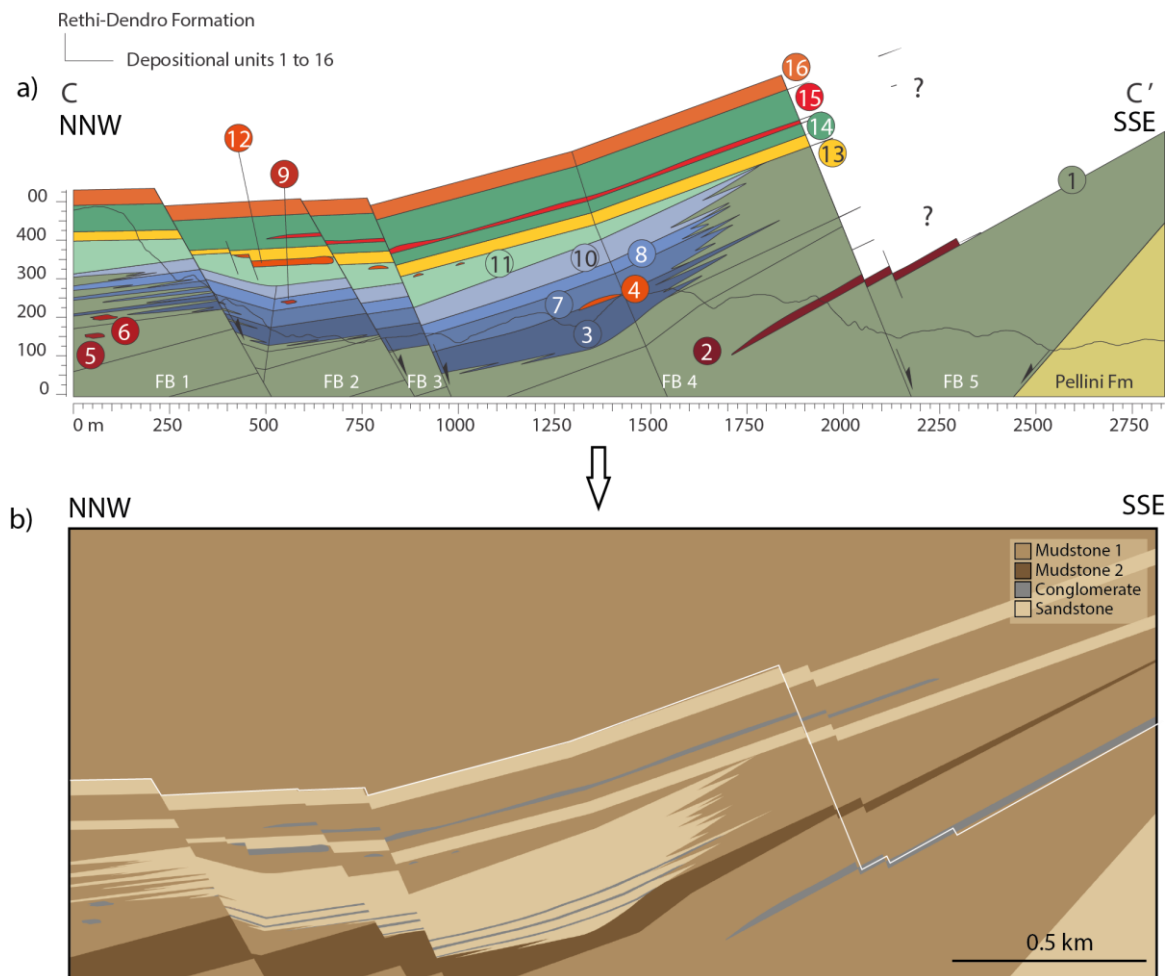 Rethi-Dendro Formation
Depositional units 1 to 16
a)
C
NNW
C'
SSE
16
15
14
13
12
9
1
?
?
11
10
8
7
4
3
2
6
5
00
400
300
200
100
0
FB 1
FB 2
FB 3
FB 4
FB 5
Pellini Fm
0 m
250
500
750
1000
1250
1500
1750
2000
2250
2500
2750
b)
NNW
SSE
Mudstone 1
Mudstone 2
Conglomerate
Sandstone
0.5 km